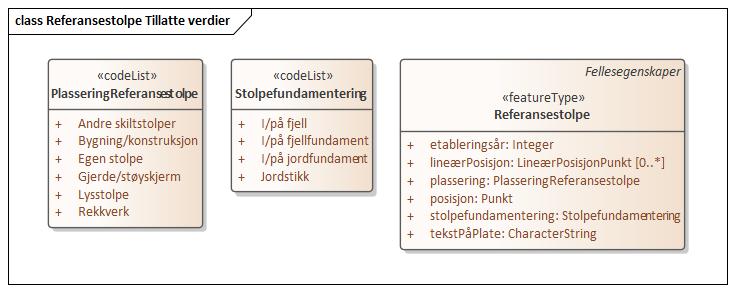 class Referansestolpe Tillatte verdier
«codeList»
PlasseringReferansestolpe
+ Andre skiltstolper
+ Bygning/konstruksjon
+ Egen stolpe
+ Gjerde/støyskjerm
+ Lysstolpe
+ Rekkverk
«codeList»
Stolpefundamentering
+ I/på fjell
+ I/på fjellfundament
+ I/på jordfundament
+ Jordstikk
Fellesegenskaper
«featureType»
Referansestolpe
+ etableringsår: Integer
+ lineærPosisjon: LineærPosisjonPunkt [0..*]
+ plassering: PlasseringReferansestolpe
+ posisjon: Punkt
+ stolpefundamentering: Stolpefundamentering
+ tekstPåPlate: CharacterString